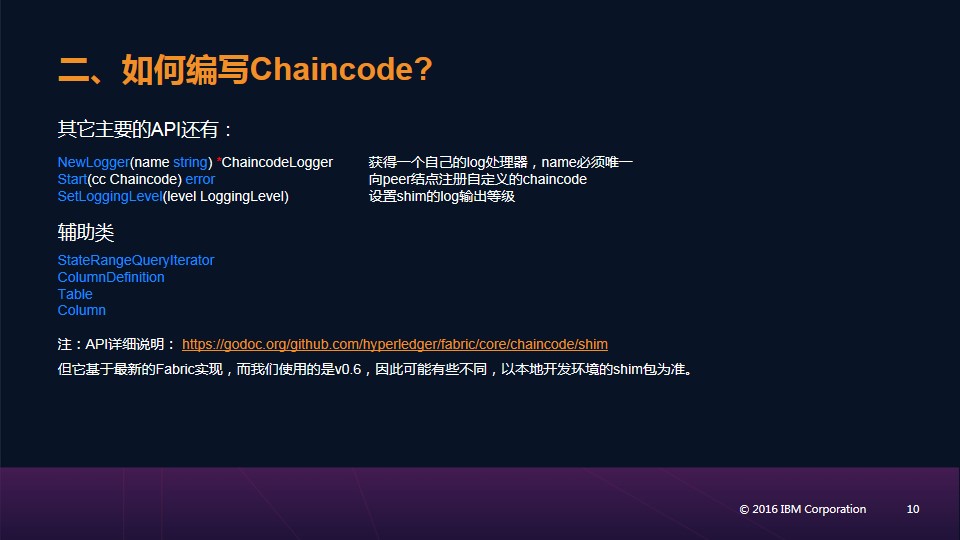 二、如何编写Chaincode?
其它主要的API还有：
NewLogger(name string) *ChaincodeLogger 获得一个自己的log处理器，name必须唯一
Start(cc Chaincode) error 向peer结点注册自定义的chaincode
SetLoggingLevel(level LoggingLevel) 设置shim的log输出等级
辅助类
StateRangeQueryIterator
ColumnDefinition
Table
Column
注：API详细说明： https://godoc.org/github.com/hyperledger/fabric/core/chaincode/shim
但它基于最新的Fabric实现，而我们使用的是v0.6，因此可能有些不同，以本地开发环境的shim包为准。
© 2016 IBM Corporation 10